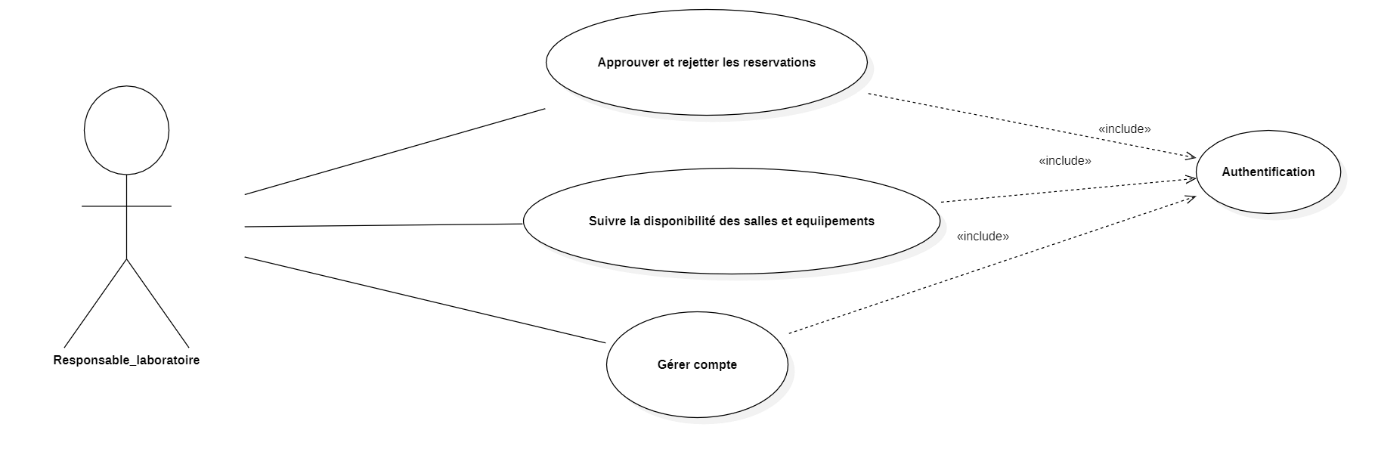 Approuver et rejetter les reservations
«include»
«include»
Authentification
Suivre la disponibilité des salles et equiipements
«include»
Responsable_laboratoire
Gérer compte